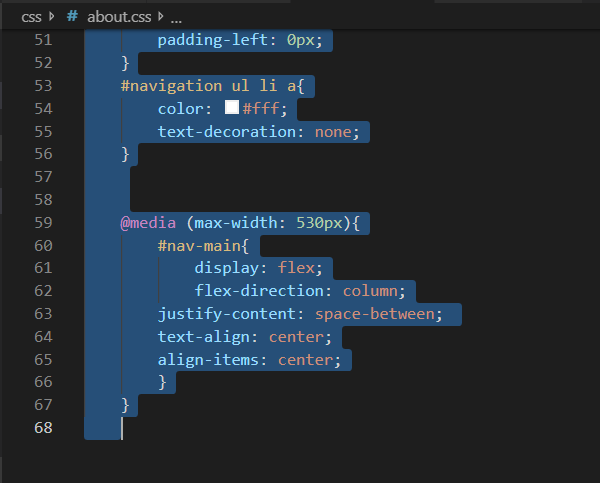 css > # about.css > ...
51 padding-left: 0px;
52 }
53 #navigation ul li a{
54 color: #fff;
55 text-decoration: none;
56 }
57
58
59 @media (max-width: 530px){
60 #nav-main{
61 display: flex;
62 flex-direction: column;
63 justify-content: space-between;
64 text-align: center;
65 align-items: center;
66 }
67 }
68